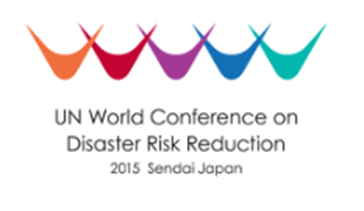 UN World Conference on
Disaster Risk Reduction
2015 Sendai Japan